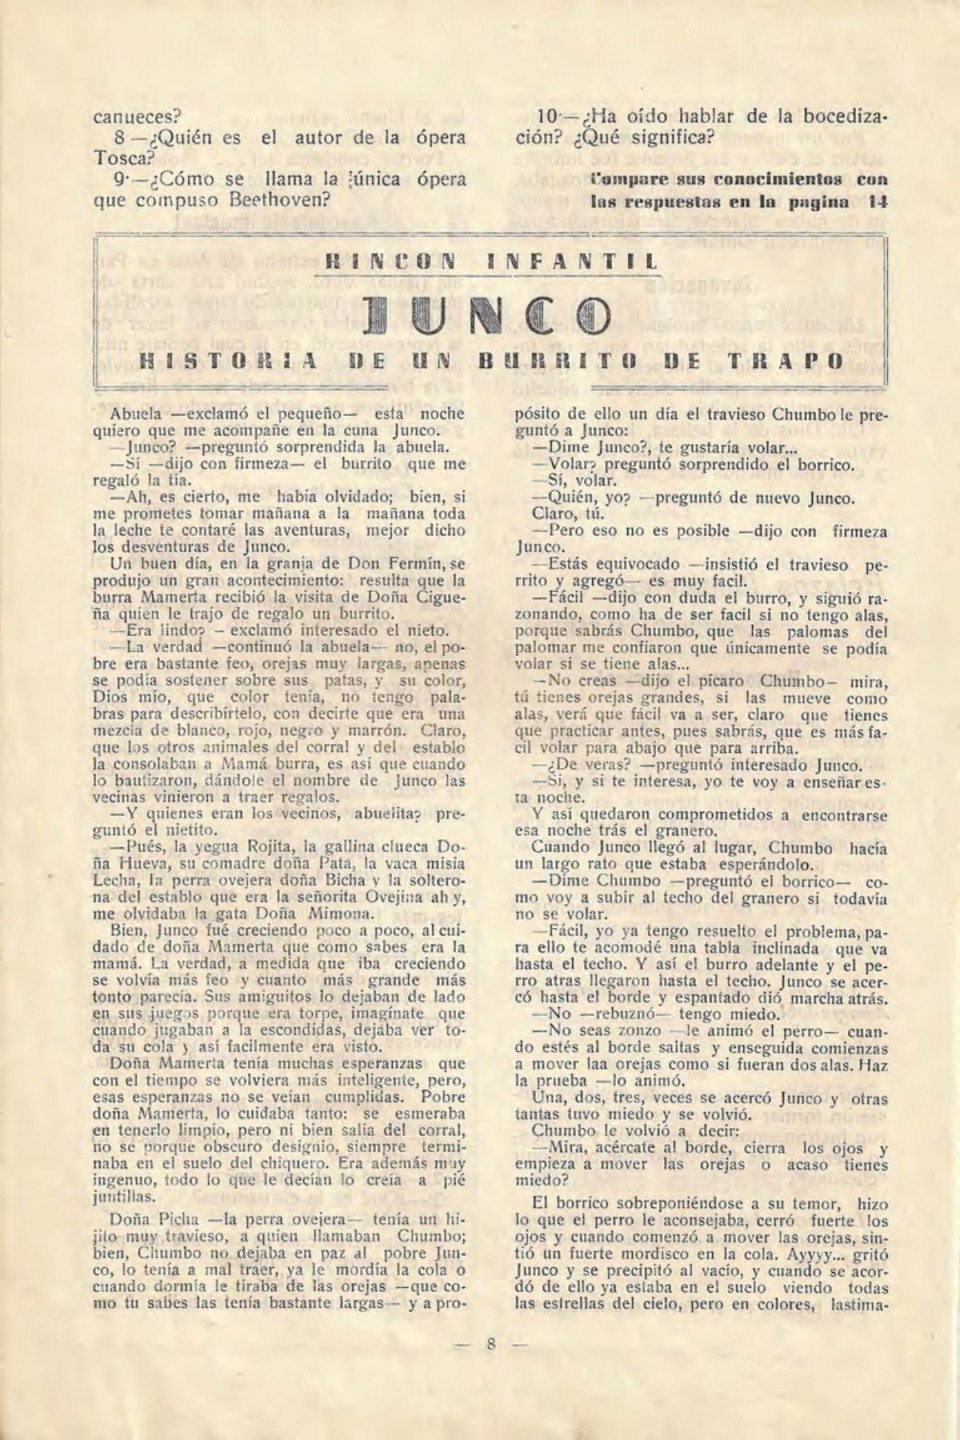 canueces?
8 —¿Quién es el autor de la ópera
Tosca?
9·—¿Cómo se llama la única ópera
que compuso Beethoven?
10·—¿Ha oído hablar de la bocediza-
ción? ¿Qué significa?
Compare sus conocimientos con
las respuestas en la pagina 14
RINCON INFANTIL
JUNCO
HISTORIA DE UN BURRITO DE TRAPO
Abuela —exclamó el pequeño— esta noche
quiero que me acompañe en la cuna Junco.
—Junco? —preguntó sorprendida la abuela.
—Sí —dijo con firmeza— el burrito que me
regaló la tía.
—Ah, es cierto, me habia olvidado; bien, si
me prometes tomar mañana a la mañana toda
la leche te contaré las aventuras, mejor dicho
los desventuras de Junco.
Un buen día, en la granja de Don Fermín, se
produjo un gran acontecimiento: resulta que la
burra Mamerta recibió la visita de Doña Cigue-
ña quien le trajo de regalo un burrito.
—Era lindo? — exclamó interesado el nieto.
—La verdad —continuó la abuela— no, el po-
bre era bastante feo, orejas muy largas, apenas
se podía sostener sobre sus patas, y su color,
Dios mío, que color tenía, no tengo pala-
bras para describírtelo, con decirte que era una
mezcla de blanco, rojo, negro y marrón. Claro,
que los otros animales del corral y del establo
la consolaban a Mamá burra, es así que cuando
lo bautizaron, dándole el nombre de Junco las
vecinas vinieron a traer regalos.
—Y quienes eran los vecinos, abuelita? pre-
guntó el nietito.
—Pués, la yegua Rojita, la gallina clueca Do-
ña Hueva, su comadre doña Pata, la vaca misia
Lecha, la perra ovejera doña Bicha y la soltero-
na del establo que era la señorita Ovejina ah y,
me olvidaba la gata Doña Mimona.
Bien, Junco fué creciendo poco a poco, al cui-
dado de doña Mamerta que como sabes era la
mamá. La verdad, a medida que iba creciendo
se volvía más feo y cuanto más grande más
tonto parecía. Sus amiguitos lo dejaban de lado
en sus juegos porque era torpe, imagínate que
cuando jugaban a la escondidas, dejaba ver to-
da su cola y así facilmente era visto.
Doña Mamerta tenía muchas esperanzas que
con el tiempo se volviera más inteligente, pero,
esas esperanzas no se veían cumplidas. Pobre
doña Mamerta, lo cuidaba tanto: se esmeraba
en tenerlo limpio, pero ni bien salía del corral,
no se porque obscuro designio, siempre termi-
naba en el suelo del chiquero. Era además muy
ingenuo, todo lo que le decían lo creía a pié
juntillas.
Doña Picha —la perra ovejera— tenía un hi-
jito muy travieso, a quien llamaban Chumbo;
bien, Chumbo no dejaba en paz al pobre Jun-
co, lo tenía a mal traer, ya le mordía la cola o
cuando dormía le tiraba de las orejas —que co-
mo tu sabes las tenía bastante largas— y a pro-
pósito de ello un día el travieso Chumbo le pre-
guntó a Junco:
—Dime Junco?, te gustaría volar...
—Volar? preguntó sorprendido el borrico.
—Sí, volar.
—Quién, yo? —preguntó de nuevo Junco.
Claro, tú.
—Pero eso no es posible —dijo con firmeza
Junco.
—Estás equivocado —insistió el travieso pe-
rrito y agregó— es muy facil.
—Fácil —dijo con duda el burro, y siguió ra-
zonando, como ha de ser facil si no tengo alas,
porque sabrás Chumbo, que las palomas del
palomar me confiaron que únicamente se podía
volar si se tiene alas...
—No creas —dijo el pícaro Chumbo— mira,
tú tienes orejas grandes, si las mueve como
alas, verá que fácil va a ser, claro que tienes
que practicar antes, pues sabrás, que es más fa-
cil volar para abajo que para arriba.
—¿De veras? —preguntó interesado Junco.
—Si, y si te interesa, yo te voy a enseñar es-
ta noche.
Y así quedaron comprometidos a encontrarse
esa noche trás el granero.
Cuando Junco llegó al lugar, Chumbo hacía
un largo rato que estaba esperándolo.
—Dime Chumbo —preguntó el borrico— co-
mo voy a subir al techo del granero si todavía
no se volar.
—Fácil, yo ya tengo resuelto el problema, pa-
ra ello te acomodé una tabla inclinada que va
hasta el techo. Y así el burro adelante y el pe-
rro atras llegaron hasta el techo. Junco se acer-
có hasta el borde y espantado dió marcha atrás.
—No —rebuznó— tengo miedo.
—No seas zonzo —le animó el perro— cuan-
do estés al borde saltas y enseguida comienzas
a mover laa orejas como si fueran dos alas. Haz
la prueba —lo animó.
Una, dos, tres, veces se acercó Junco y otras
tantas tuvo miedo y se volvió.
Chumbo le volvió a decir:
—Mira, acércate al borde, cierra los ojos y
empieza a mover las orejas o acaso tienes
miedo?
El borrico sobreponiéndose a su temor, hizo
lo que el perro le aconsejaba, cerró fuerte los
ojos y cuando comenzó a mover las orejas, sin-
tió un fuerte mordisco en la cola. Ayyyy... gritó
Junco y se precipitó al vacío, y cuando se acor-
dó de ello ya estaba en el suelo viendo todas
las estrellas del cielo, pero en colores, lastima-
— 8 —